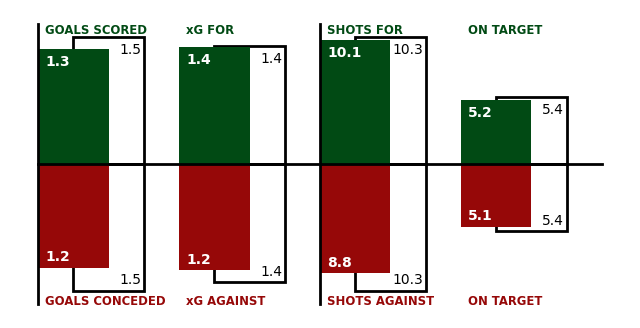 GOALS SCORED xG FOR SHOTS FOR ON TARGET
1.3 1.5 1.4 1.4 10.1 10.3 5.2 5.4
1.2 1.5 1.2 1.4 8.8 10.3 5.1 5.4
GOALS CONCEDED xG AGAINST SHOTS AGAINST ON TARGET